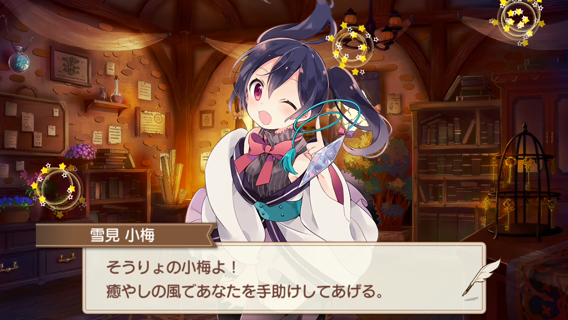 雪見 小梅
そうりょの小梅よ！
癒やしの風であなたを手助けしてあげる。